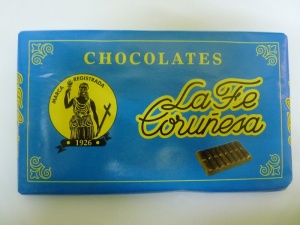 CHOCOLATES
MARCA REGISTRADA
1926
La Fe
Coruñesa